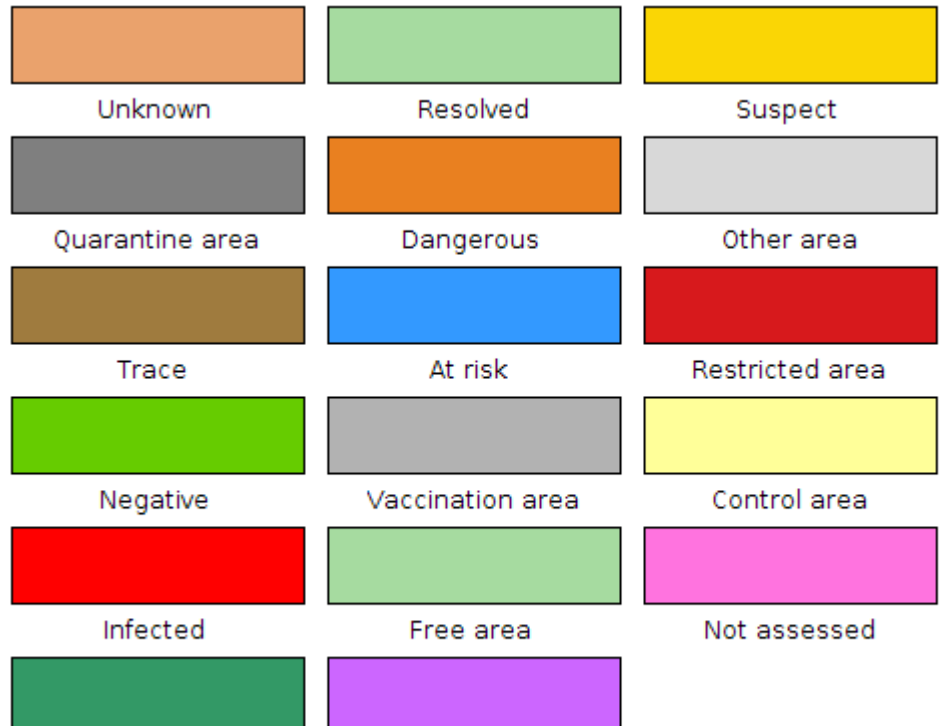 Unknown
Resolved
Suspect
Quarantine area
Dangerous
Other area
Trace
At risk
Restricted area
Negative
Vaccination area
Control area
Infected
Free area
Not assessed